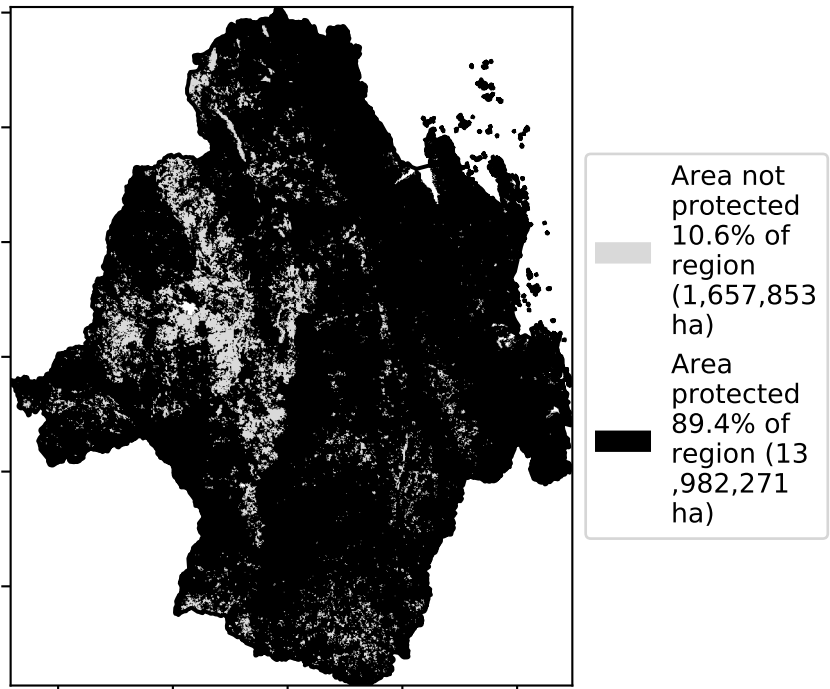 Area not
protected
10.6% of
region
(1,657,853
ha)
Area
protected
89.4% of
region (13
,982,271
ha)